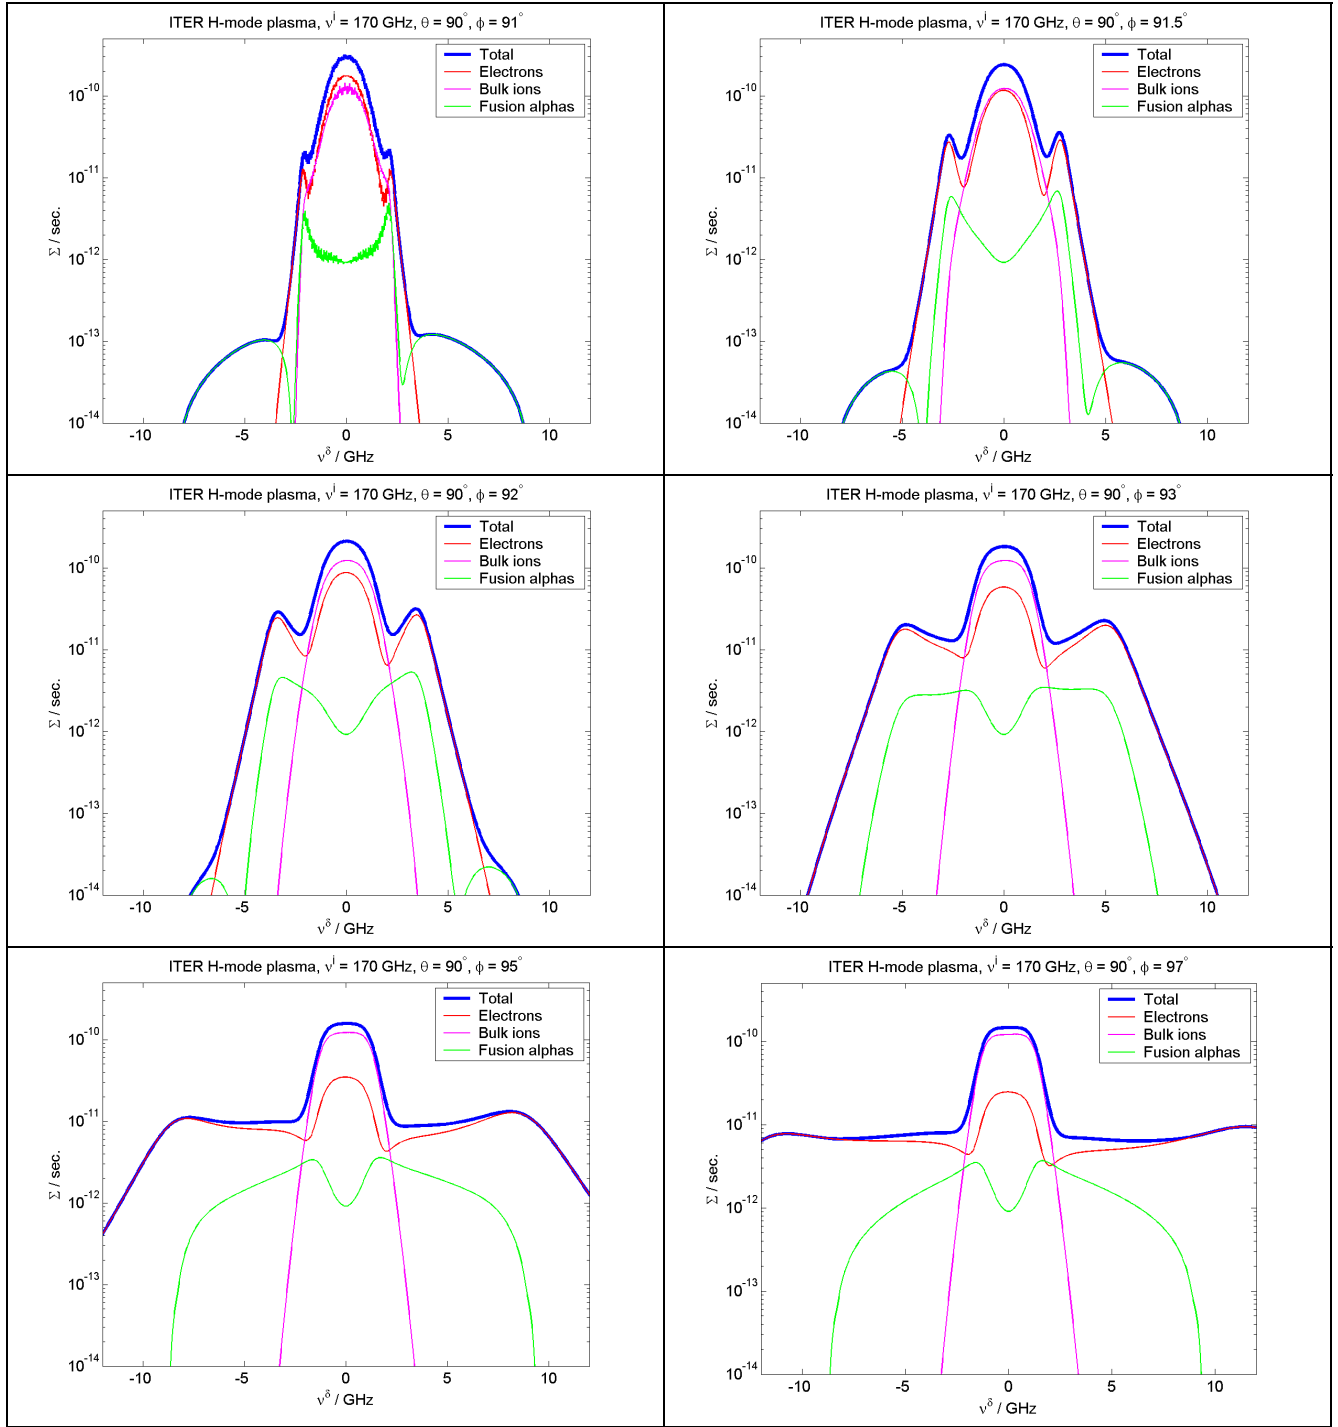 ITER H-mode plasma, νⁱ = 170 GHz, θ = 90°, φ = 91°
Total
Electrons
Bulk ions
Fusion alphas
10⁻¹⁰
10⁻¹¹
10⁻¹²
10⁻¹³
10⁻¹⁴
Σ / sec.
-10 -5 0 5 10
ν^δ / GHz
ITER H-mode plasma, νⁱ = 170 GHz, θ = 90°, φ = 91.5°
Total
Electrons
Bulk ions
Fusion alphas
10⁻¹⁰
10⁻¹¹
10⁻¹²
10⁻¹³
10⁻¹⁴
Σ / sec.
-10 -5 0 5 10
ν^δ / GHz
ITER H-mode plasma, νⁱ = 170 GHz, θ = 90°, φ = 92°
Total
Electrons
Bulk ions
Fusion alphas
10⁻¹⁰
10⁻¹¹
10⁻¹²
10⁻¹³
10⁻¹⁴
Σ / sec.
-10 -5 0 5 10
ν^δ / GHz
ITER H-mode plasma, νⁱ = 170 GHz, θ = 90°, φ = 93°
Total
Electrons
Bulk ions
Fusion alphas
10⁻¹⁰
10⁻¹¹
10⁻¹²
10⁻¹³
10⁻¹⁴
Σ / sec.
-10 -5 0 5 10
ν^δ / GHz
ITER H-mode plasma, νⁱ = 170 GHz, θ = 90°, φ = 95°
Total
Electrons
Bulk ions
Fusion alphas
10⁻¹⁰
10⁻¹¹
10⁻¹²
10⁻¹³
10⁻¹⁴
Σ / sec.
-10 -5 0 5 10
ν^δ / GHz
ITER H-mode plasma, νⁱ = 170 GHz, θ = 90°, φ = 97°
Total
Electrons
Bulk ions
Fusion alphas
10⁻¹⁰
10⁻¹¹
10⁻¹²
10⁻¹³
10⁻¹⁴
Σ / sec.
-10 -5 0 5 10
ν^δ / GHz